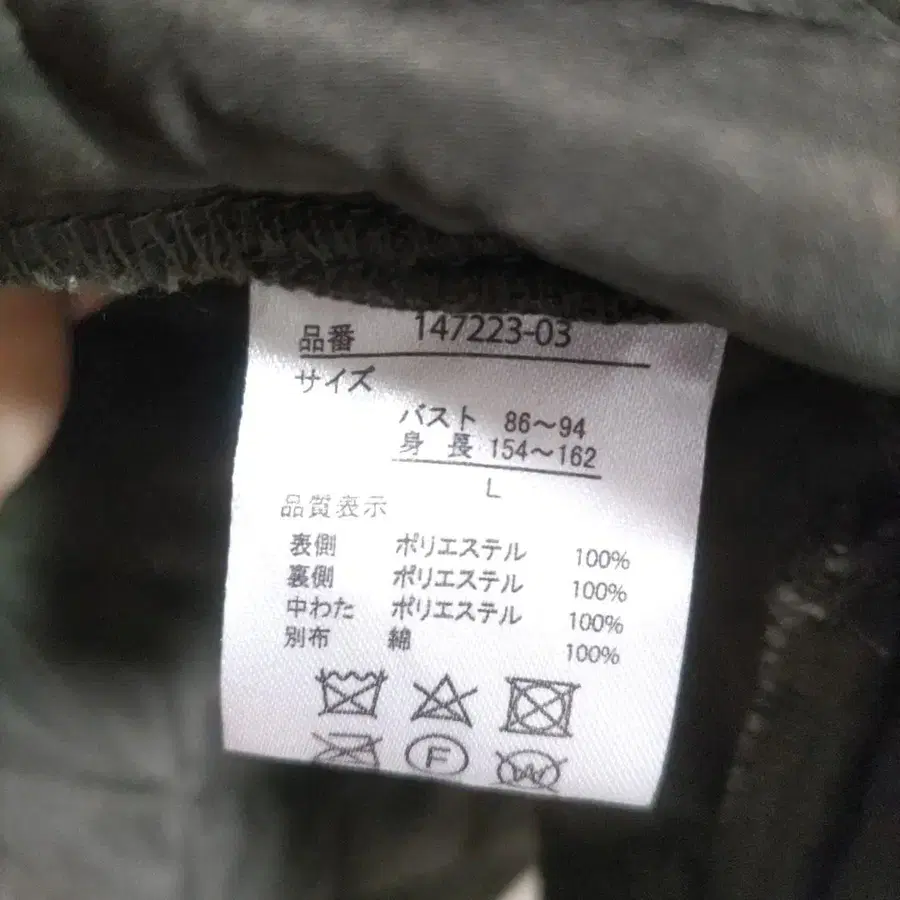 品番 147223-03
サイズ
バスト 86～94
身長 154～162
L
品質表示
表側 ポリエステル 100%
裏側 ポリエステル 100%
中わた ポリエステル 100%
別布 綿 100%
F W